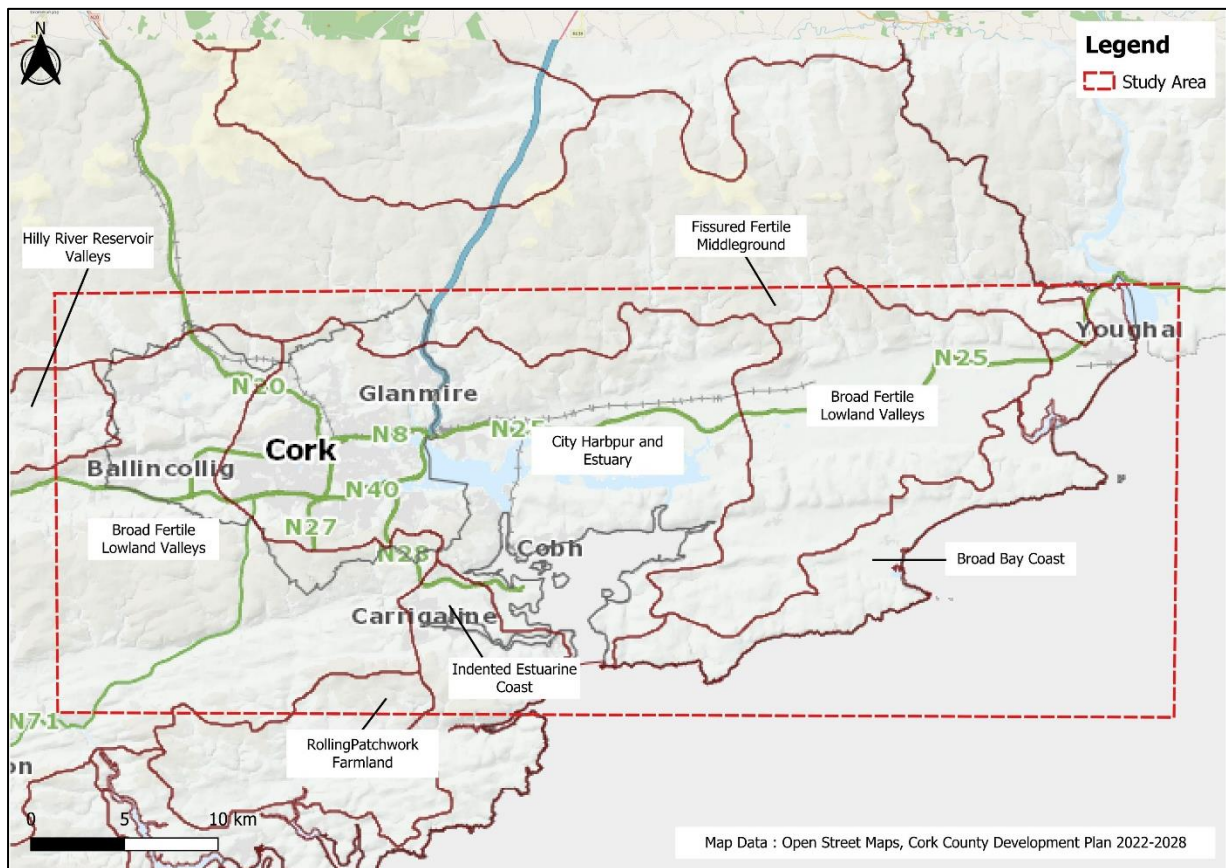 N
Legend
Study Area
Hilly River Reservoir
Valleys
Fissured Fertile
Middleground
Youghal
N25
N20
Glanmire
Broad Fertile
Lowland Valleys
N8
N25
City Harbpur and
Estuary
Cork
Ballincollig
N40
N27
Broad Fertile
Lowland Valleys
N28
Cobh
Broad Bay Coast
Carrigaline
Indented Estuarine
Coast
N71
RollingPatchwork
Farmland
on
0 5 10 km
Map Data : Open Street Maps, Cork County Development Plan 2022-2028